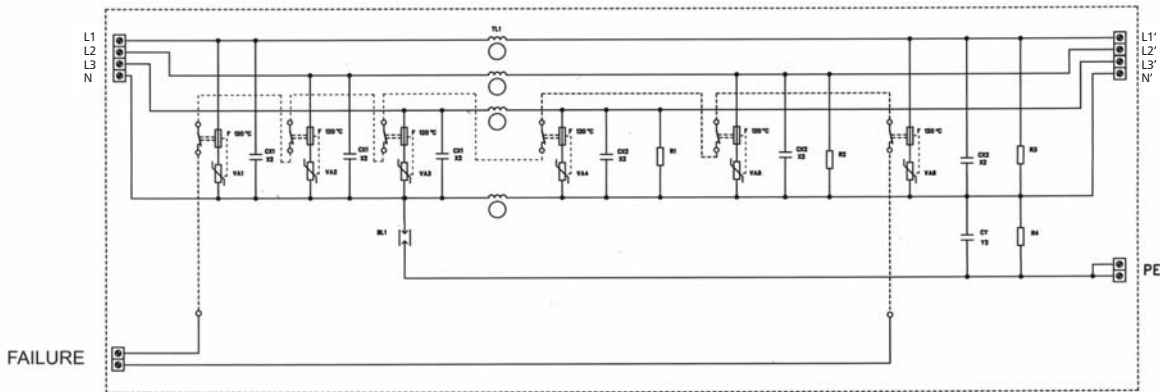 TL1
L1
L2
L3
N
L1'
L2'
L3'
N'
F 120 °C
VA1
CX1
X2
F 120 °C
VA2
CX1
X2
F 120 °C
VA3
CX1
X2
F 120 °C
VA4
CX2
X2
R1
F 120 °C
VA5
CX2
X2
R2
F 120 °C
VA6
CX2
X2
R3
BL1
CY
Y2
R4
PE
FAILURE